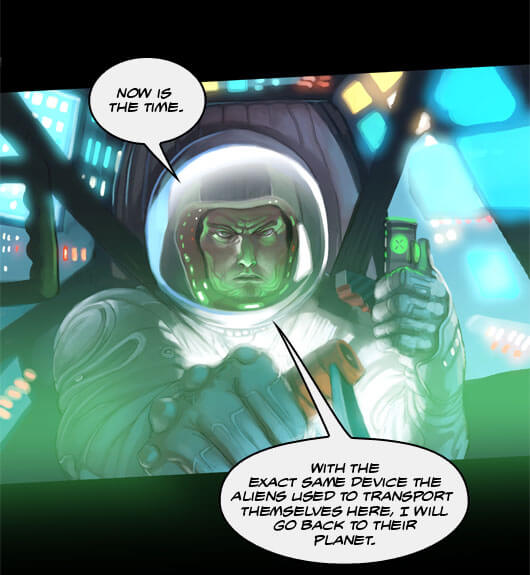 NOW IS
THE TIME.
WITH THE
EXACT SAME DEVICE THE
ALIENS USED TO TRANSPORT
THEMSELVES HERE, I WILL
GO BACK TO THEIR
PLANET.